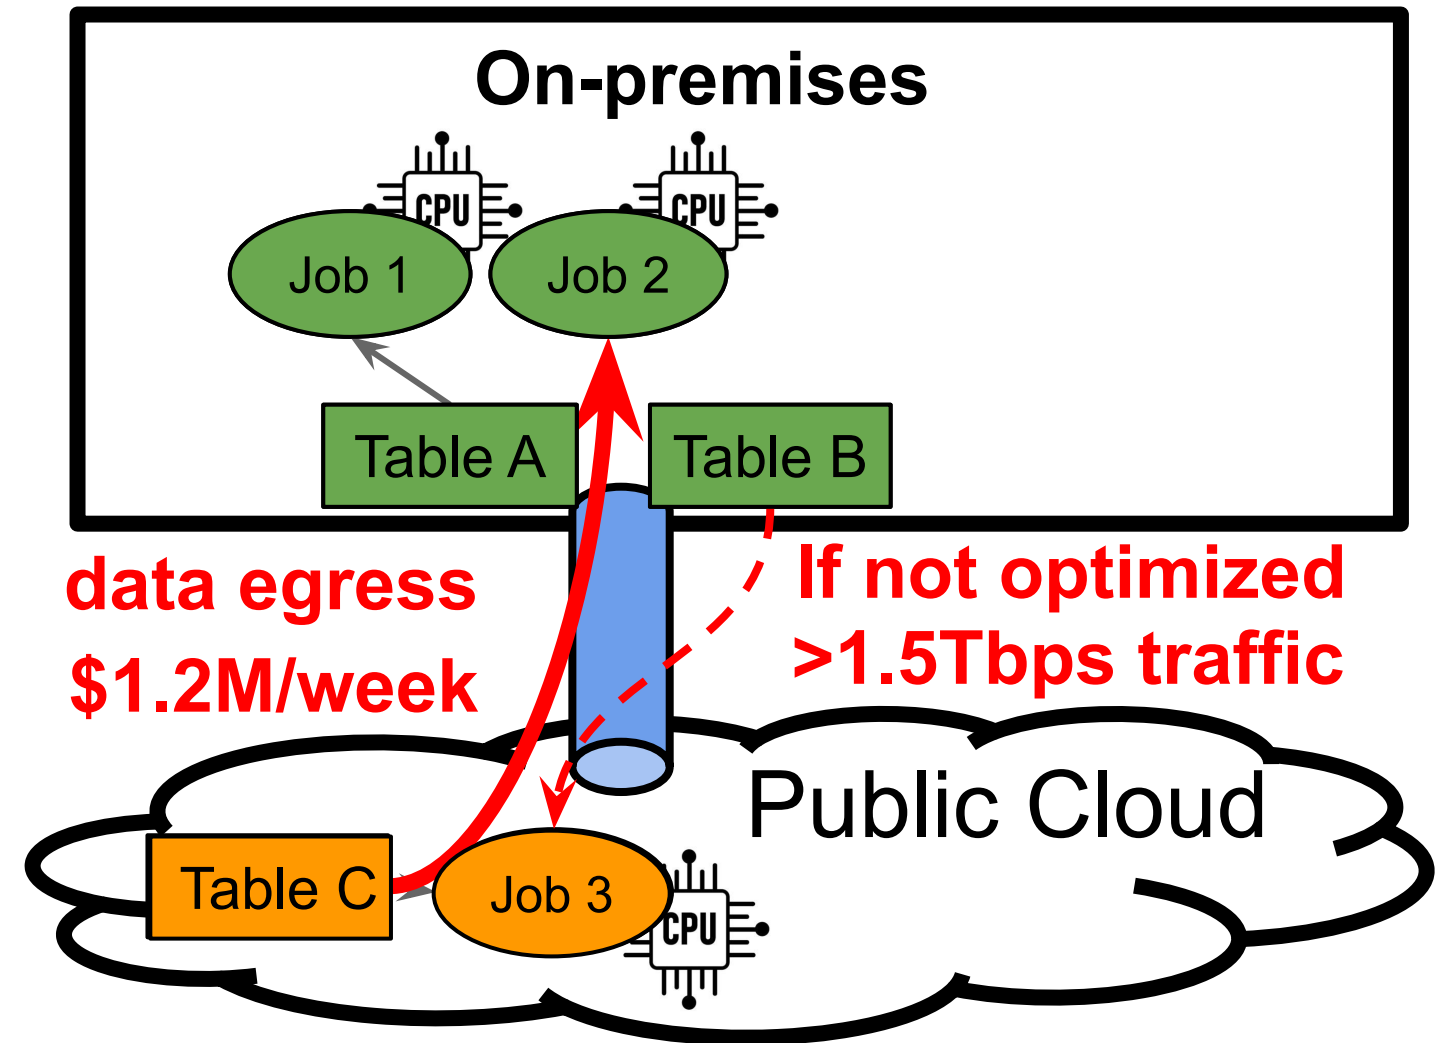 On-premises
CPU
CPU
Job 1
Job 2
Table A
Table B
data egress
$1.2M/week
If not optimized
>1.5Tbps traffic
Public Cloud
Table C
Job 3
CPU